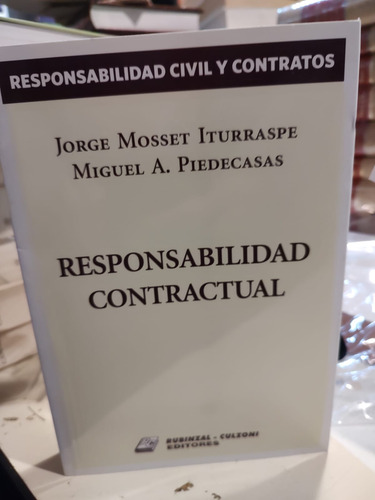 RESPONSABILIDAD CIVIL Y CONTRATOS
JORGE MOSSET ITURRASPE
MIGUEL A. PIEDECASAS
RESPONSABILIDAD
CONTRACTUAL
RUBINZAL - CULZONI
EDITORES